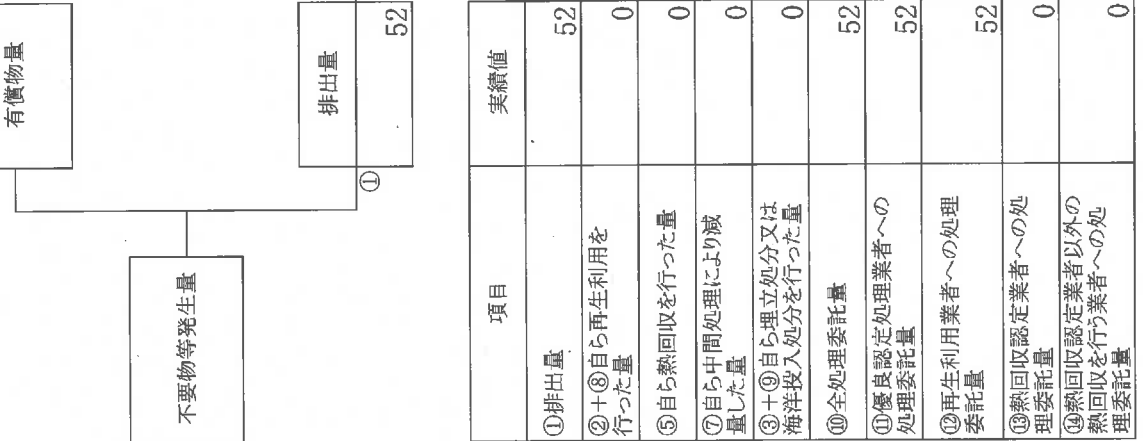 有償物量
不要物等発生量
排出量
①
52
項目
実績値
①排出量
52
②+⑧自ら再生利用を
行った量
0
⑤自ら熱回収を行った量
0
⑦自ら中間処理により減
量した量
0
③+⑨自ら埋立処分又は
海洋投入処分を行った量
0
⑩全処理委託量
52
⑪優良認定処理業者への
処理委託量
52
⑫再生利用業者への処理
委託量
52
⑬熱回収認定業者への処
理委託量
0
⑭熱回収認定業者以外の
熱回収を行う業者への処
理委託量
0